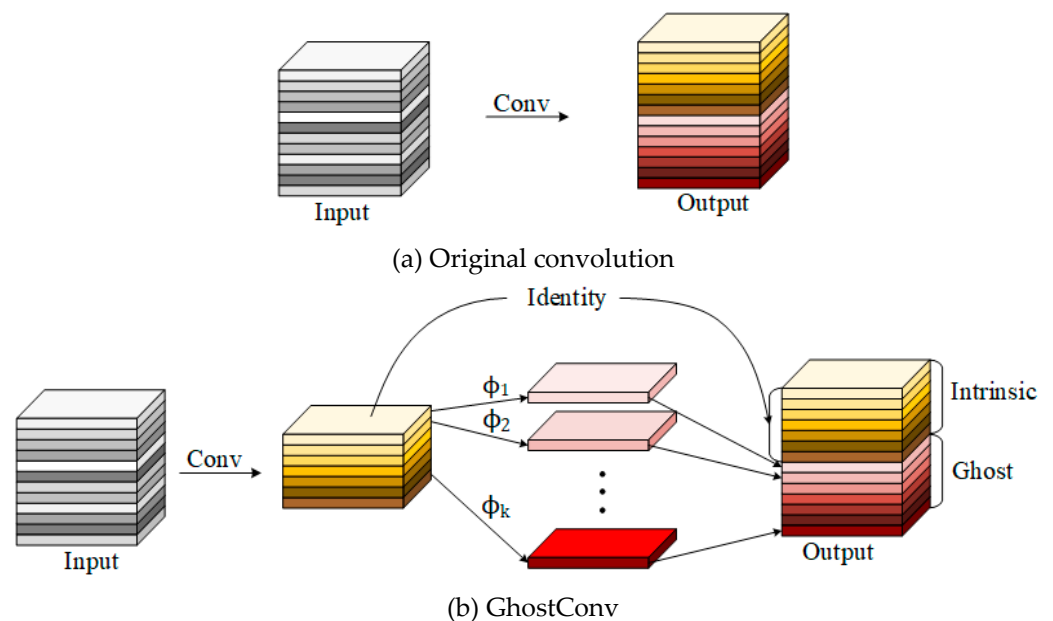 Conv
Input
Output
(a) Original convolution
Identity
ϕ1
Intrinsic
ϕ2
Conv
Ghost
ϕk
Input
Output
(b) GhostConv